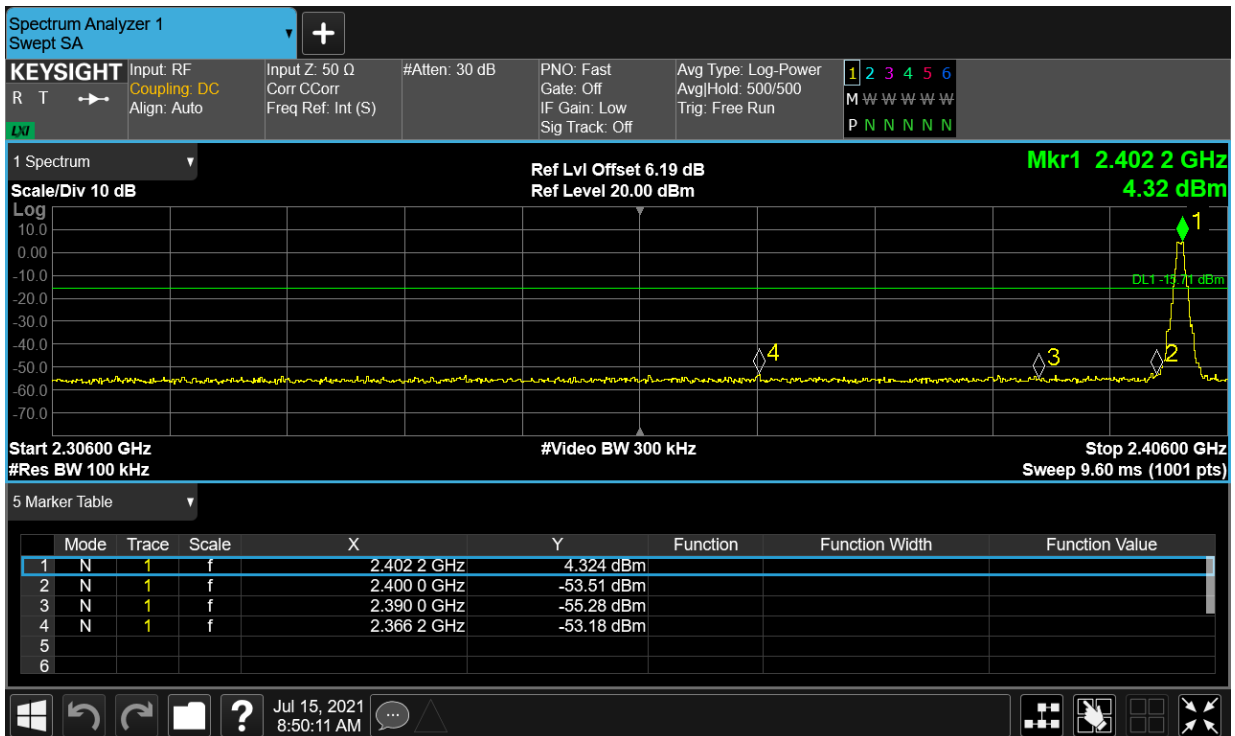 Spectrum Analyzer 1
Swept SA
+
KEYSIGHT Input: RF Input Z: 50 Ω #Atten: 30 dB PNO: Fast Avg Type: Log-Power 1 2 3 4 5 6
R T Coupling: DC Corr CCorr Gate: Off Avg|Hold: 500/500 M W W W W W W
Align: Auto Freq Ref: Int (S) IF Gain: Low Trig: Free Run
LXI Sig Track: Off P N N N N N N
1 Spectrum Ref Lvl Offset 6.19 dB Mkr1 2.402 2 GHz
Scale/Div 10 dB Ref Level 20.00 dBm 4.32 dBm
Log
10.0
0.00
-10.0
-20.0
-30.0
-40.0
-50.0
-60.0
-70.0
1
DL1 -15.71 dBm
4
3
2
Start 2.30600 GHz #Video BW 300 kHz Stop 2.40600 GHz
#Res BW 100 kHz Sweep 9.60 ms (1001 pts)
5 Marker Table
Mode Trace Scale X Y Function Function Width Function Value
1 N 1 f 2.402 2 GHz 4.324 dBm
2 N 1 f 2.400 0 GHz -53.51 dBm
3 N 1 f 2.390 0 GHz -55.28 dBm
4 N 1 f 2.366 2 GHz -53.18 dBm
5
6
? Jul 15, 2021
8:50:11 AM